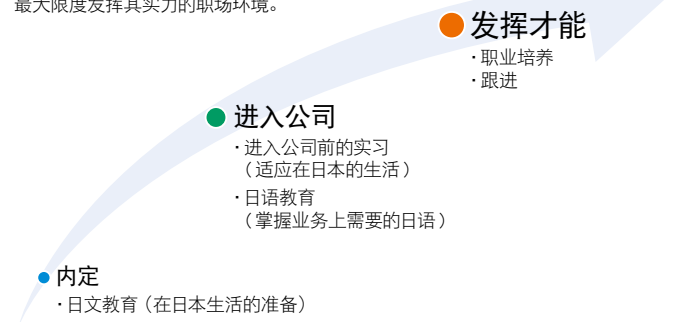 最大限度发挥其实力的职场环境。
发挥才能
・职业培养
・跟进
进入公司
・进入公司前的实习
（适应在日本的生活）
・日语教育
（掌握业务上需要的日语）
内定
・日文教育（在日本生活的准备）